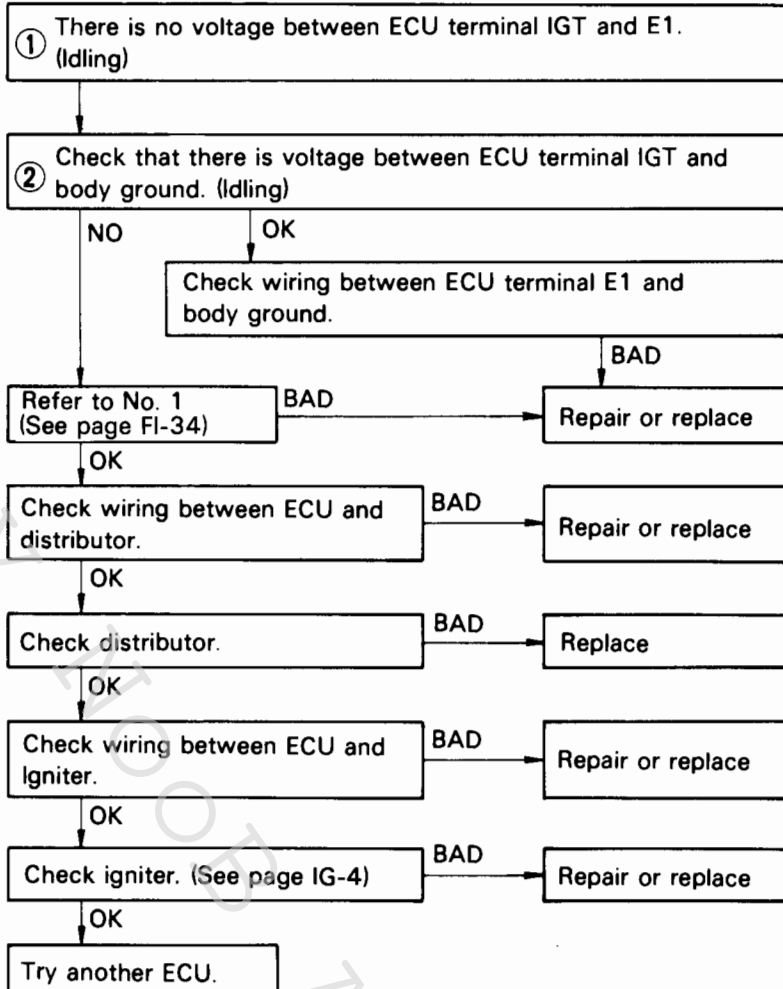 ① There is no voltage between ECU terminal IGT and E1.
(Idling)
② Check that there is voltage between ECU terminal IGT and
body ground. (Idling)
NO
OK
Check wiring between ECU terminal E1 and
body ground.
BAD
Refer to No. 1
(See page FI-34)
BAD
Repair or replace
OK
Check wiring between ECU and
distributor.
BAD
Repair or replace
OK
Check distributor.
BAD
Replace
OK
Check wiring between ECU and
Igniter.
BAD
Repair or replace
OK
Check igniter. (See page IG-4)
BAD
Repair or replace
OK
Try another ECU.
NOOB